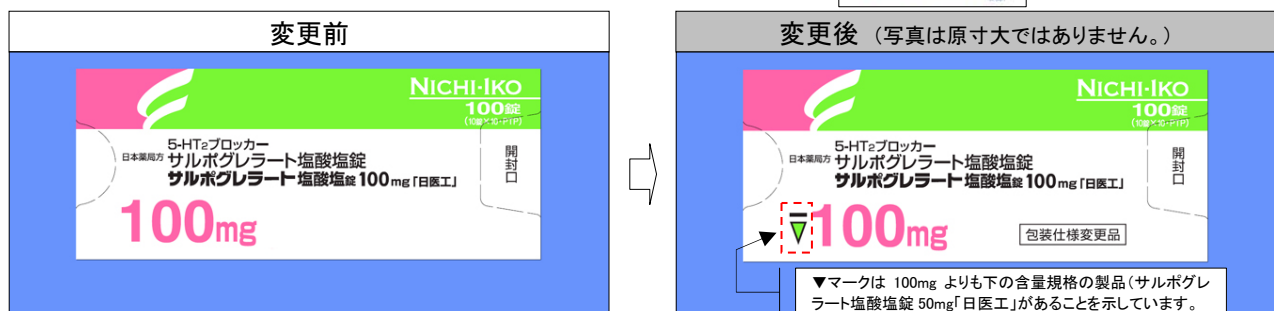 変更前
NICHI-IKO
100錠
(10錠×10・PTP)
5-HT₂ブロッカー
日本薬局方 サルポグレラート塩酸塩錠
サルポグレラート塩酸塩錠100mg「日医工」
開封口
100mg
変更後（写真は原寸大ではありません。）
NICHI-IKO
100錠
(10錠×10・PTP)
5-HT₂ブロッカー
日本薬局方 サルポグレラート塩酸塩錠
サルポグレラート塩酸塩錠100mg「日医工」
開封口
▼100mg
包装仕様変更品
▼マークは 100mg よりも下の含量規格の製品（サルポグレ
ラート塩酸塩錠 50mg「日医工」があることを示しています。